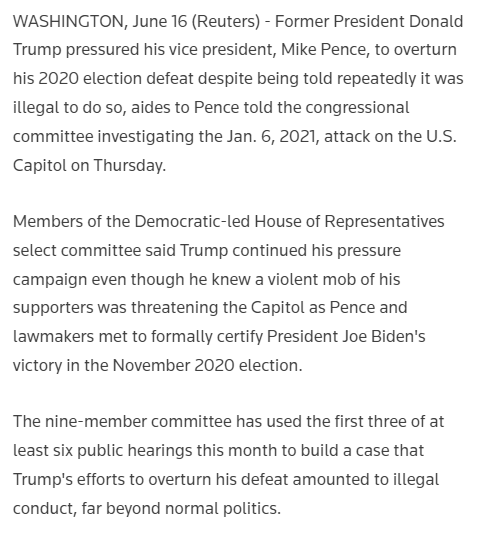 WASHINGTON, June 16 (Reuters) - Former President Donald
Trump pressured his vice president, Mike Pence, to overturn
his 2020 election defeat despite being told repeatedly it was
illegal to do so, aides to Pence told the congressional
committee investigating the Jan. 6, 2021, attack on the U.S.
Capitol on Thursday.
Members of the Democratic-led House of Representatives
select committee said Trump continued his pressure
campaign even though he knew a violent mob of his
supporters was threatening the Capitol as Pence and
lawmakers met to formally certify President Joe Biden's
victory in the November 2020 election.
The nine-member committee has used the first three of at
least six public hearings this month to build a case that
Trump's efforts to overturn his defeat amounted to illegal
conduct, far beyond normal politics.